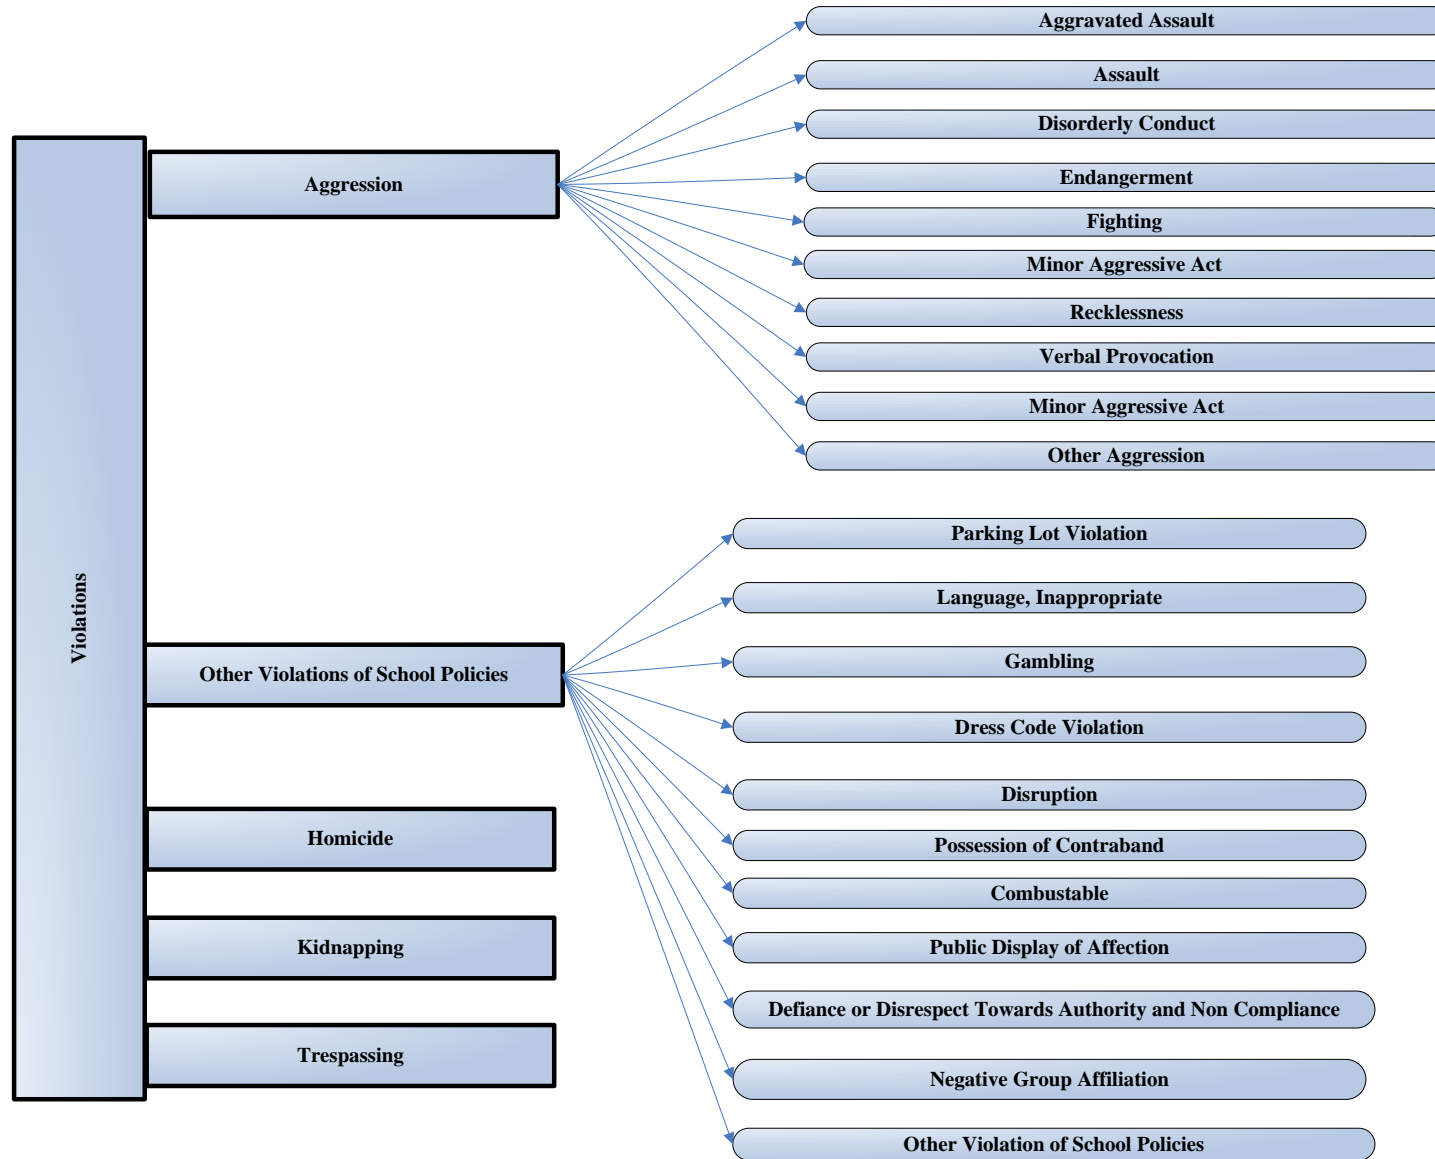 Violations
Aggression
Aggravated Assault
Assault
Disorderly Conduct
Endangerment
Fighting
Minor Aggressive Act
Recklessness
Verbal Provocation
Minor Aggressive Act
Other Aggression
Other Violations of School Policies
Parking Lot Violation
Language, Inappropriate
Gambling
Dress Code Violation
Disruption
Possession of Contraband
Combustable
Public Display of Affection
Defiance or Disrespect Towards Authority and Non Compliance
Negative Group Affiliation
Other Violation of School Policies
Homicide
Kidnapping
Trespassing